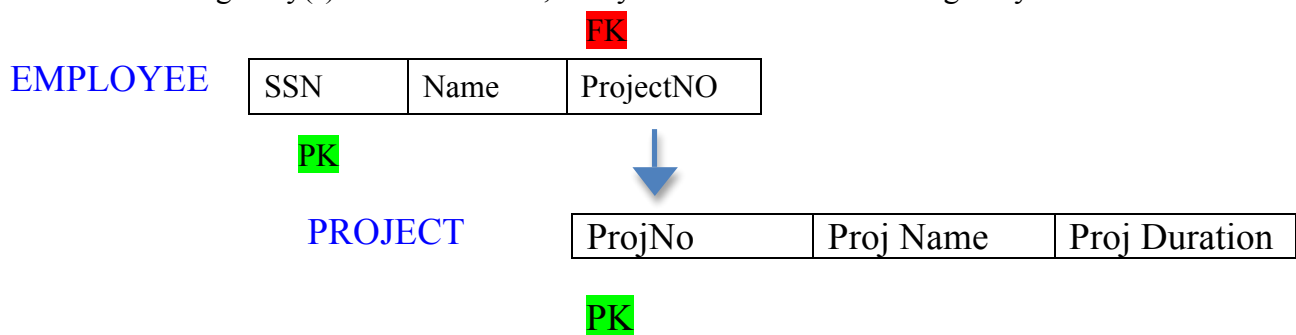 FK
EMPLOYEE SSN Name ProjectNO
PK
PROJECT ProjNo Proj Name Proj Duration
PK